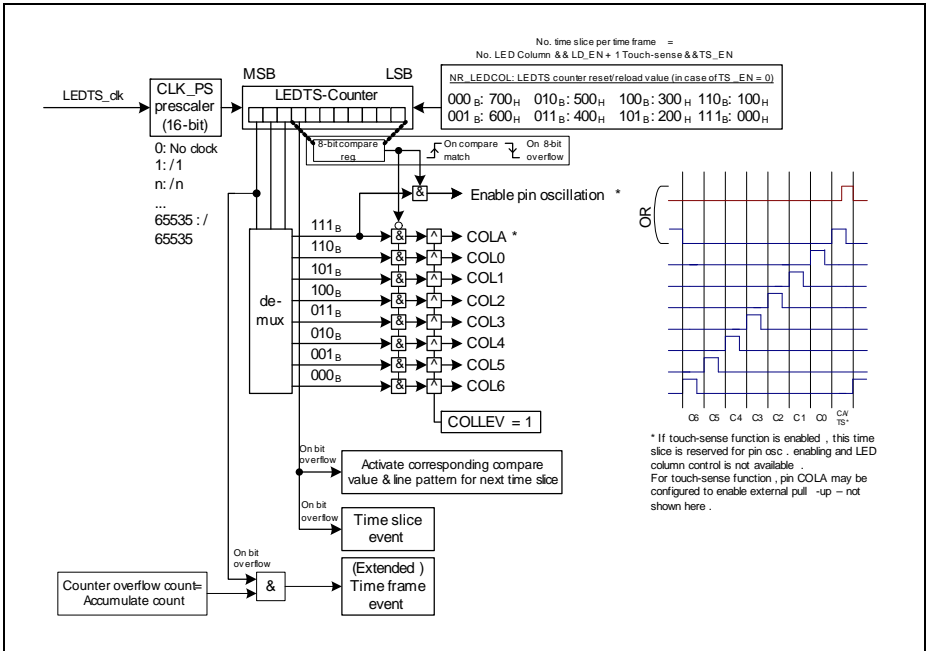 No. time slice per time frame =
No. LED Column && LD_EN + 1 Touch-sense &&TS_EN
NR_LEDCOL: LEDTS counter reset/reload value (in case of TS_EN = 0)
000B: 700H 010B: 500H 100B: 300H 110B: 100H
001B: 600H 011B: 400H 101B: 200H 111B: 000H
MSB LSB
LEDTS_clk
CLK_PS
prescaler
(16-bit)
LEDTS-Counter
0: No clock
1: /1
n: /n
...
65535 : /
65535
8-bit compare
reg.
On compare
match
On 8-bit
overflow
&
Enable pin oscillation *
de-
mux
111B & ^ COLA *
110B & ^ COL0
101B & ^ COL1
100B & ^ COL2
011B & ^ COL3
010B & ^ COL4
001B & ^ COL5
000B & ^ COL6
COLLEV = 1
On bit
overflow
Activate corresponding compare
value & line pattern for next time slice
On bit
overflow
Time slice
event
On bit
overflow
Counter overflow count=
Accumulate count
&
(Extended )
Time frame
event
OR
C6 C5 C4 C3 C2 C1 C0 CA/
TS*
* If touch-sense function is enabled , this time
slice is reserved for pin osc . enabling and LED
column control is not available .
For touch-sense function , pin COLA may be
configured to enable external pull -up – not
shown here .